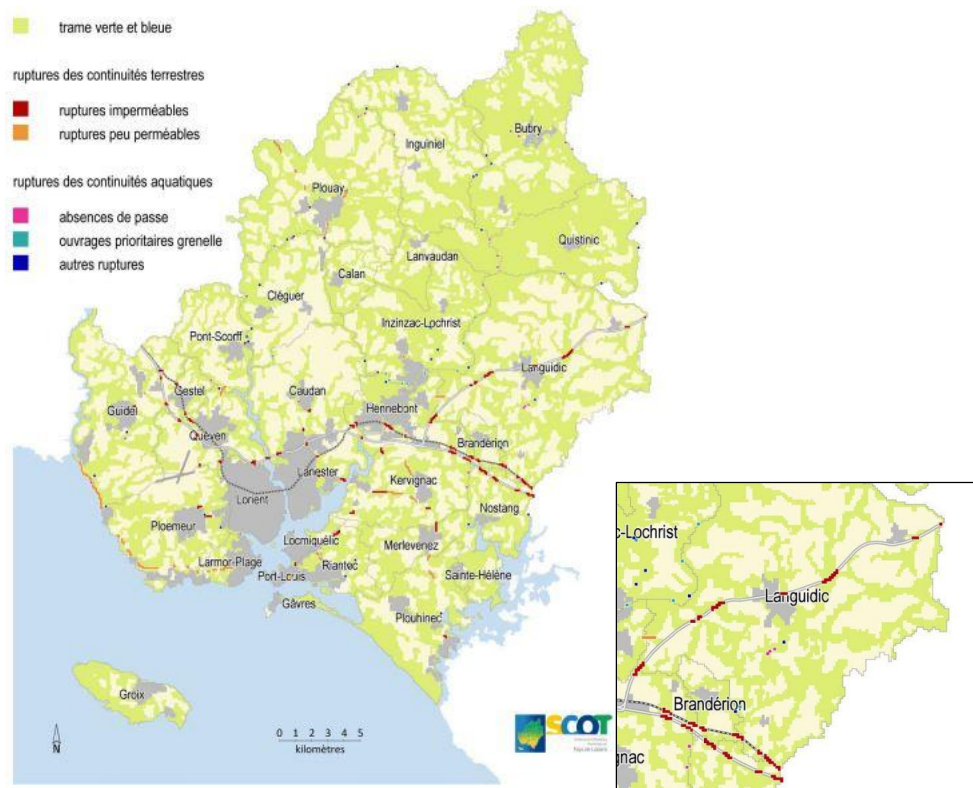 trame verte et bleue
ruptures des continuités terrestres
ruptures imperméables
ruptures peu perméables
ruptures des continuités aquatiques
absences de passe
ouvrages prioritaires grenelle
autres ruptures
Bubry
Inguiniel
Plouay
Quistinic
Lanvaudan
Calan
Cléguer
Inzinzac-Lochrist
Pont-Scorff
Languidic
Gestel
Caudan
Guidel
Hennebont
Quéven
Brandérion
Lanester
Kervignac
Lorient
Nostang
Ploemeur
Locmiquélic
Merlevenez
Larmor-Plage
Riantec
Port-Louis
Sainte-Hélène
Gâvres
Plouhinec
Groix
N
0 1 2 3 4 5
kilomètres
SCOT
c-Lochrist
Languidic
Brandérion
gnac